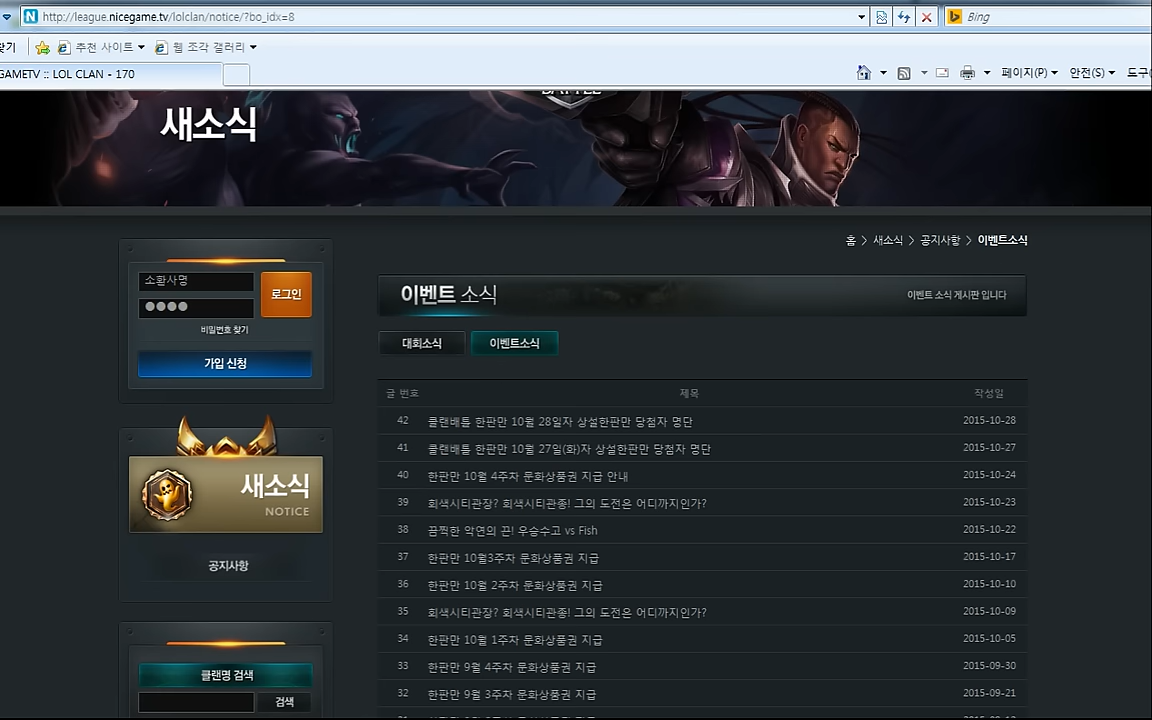 http://league.nicegame.tv/lolclan/notice/?bo_idx=8
Bing
찾기
추천 사이트
웹 조각 갤러리
GAMETV :: LOL CLAN - 170
페이지(P)
안전(S)
BATTLE
새소식
홈 > 새소식 > 공지사항 > 이벤트소식
소환사명
로그인
비밀번호 찾기
가입 신청
새소식
NOTICE
공지사항
클랜명 검색
검색
이벤트 소식
이벤트 소식 게시판 입니다
대회소식
이벤트소식
글 번호 제목 작성일
42 클랜배틀 한판만 10월 28일자 상설한판만 당첨자 명단 2015-10-28
41 클랜배틀 한판만 10월 27일(화)자 상설한판만 당첨자 명단 2015-10-27
40 한판만 10월 4주차 문화상품권 지급 안내 2015-10-24
39 회색시티관장? 회색시티관종! 그의 도전은 어디까지인가? 2015-10-23
38 끔찍한 악연의 끈! 우승수고 vs Fish 2015-10-22
37 한판만 10월3주차 문화상품권 지급 2015-10-17
36 한판만 10월 2주차 문화상품권 지급 2015-10-10
35 회색시티관장? 회색시티관종! 그의 도전은 어디까지인가? 2015-10-09
34 한판만 10월 1주차 문화상품권 지급 2015-10-05
33 한판만 9월 4주차 문화상품권 지급 2015-09-30
32 한판만 9월 3주차 문화상품권 지급 2015-09-21